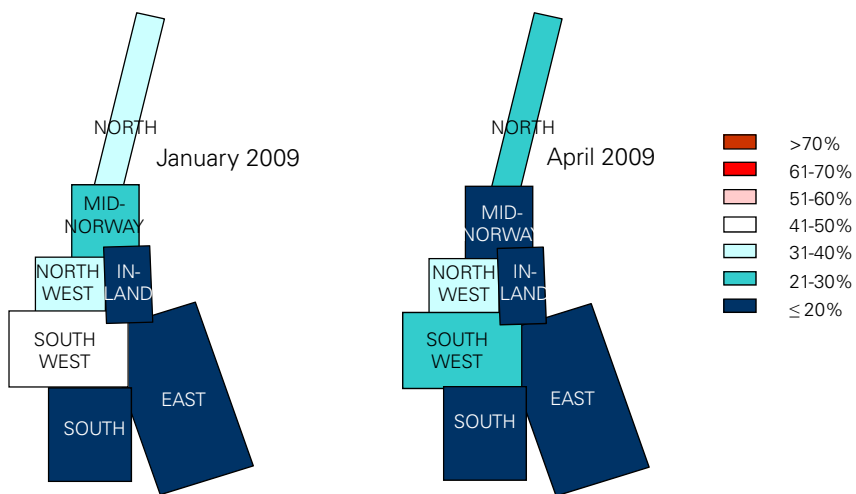 NORTH
January 2009
MID-
NORWAY
NORTH
WEST
IN-
LAND
SOUTH
WEST
EAST
SOUTH
NORTH
April 2009
MID-
NORWAY
NORTH
WEST
IN-
LAND
SOUTH
WEST
EAST
SOUTH
>70%
61-70%
51-60%
41-50%
31-40%
21-30%
≤ 20%